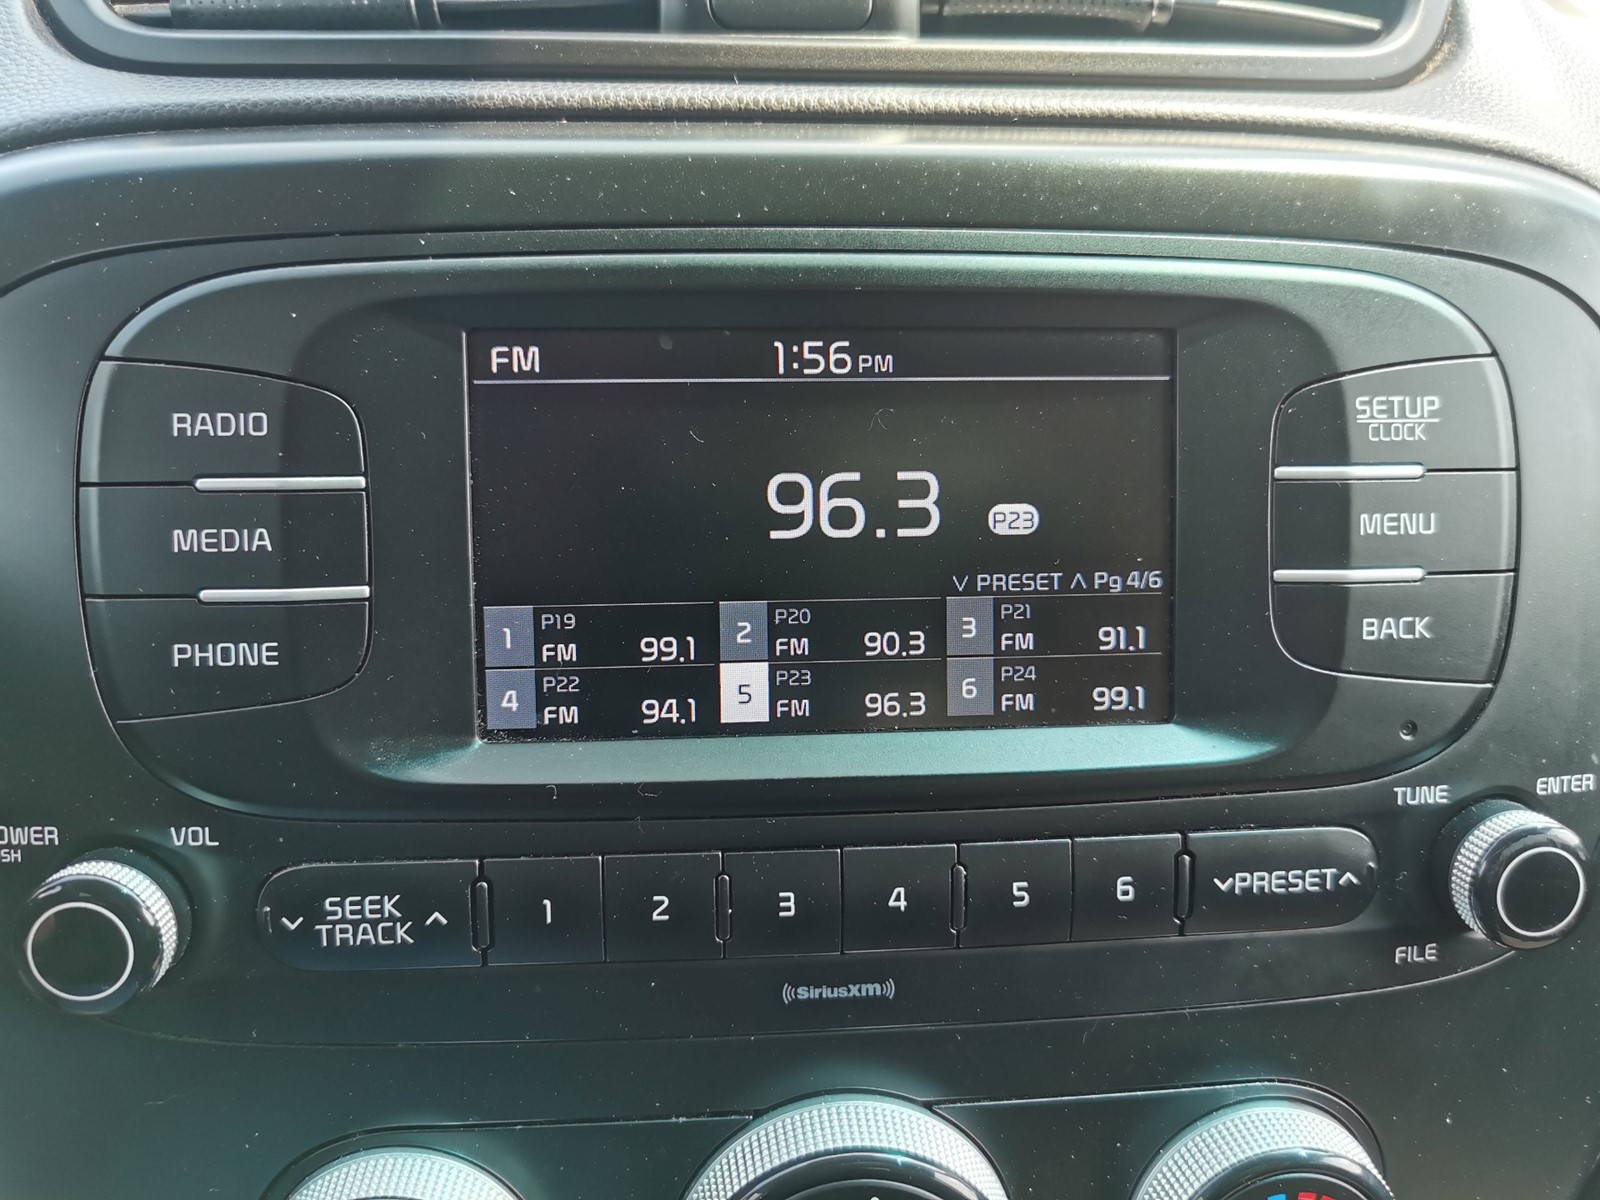 FM 1:56 PM
RADIO
MEDIA
PHONE
SETUP
CLOCK
MENU
BACK
96.3 P23
∨ PRESET ∧ Pg 4/6
1 P19 FM 99.1
2 P20 FM 90.3
3 P21 FM 91.1
4 P22 FM 94.1
5 P23 FM 96.3
6 P24 FM 99.1
VOL
TUNE
ENTER
FILE
∨ SEEK ∧
TRACK
1 2 3 4 5 6
∨PRESET∧
((SiriusXM))